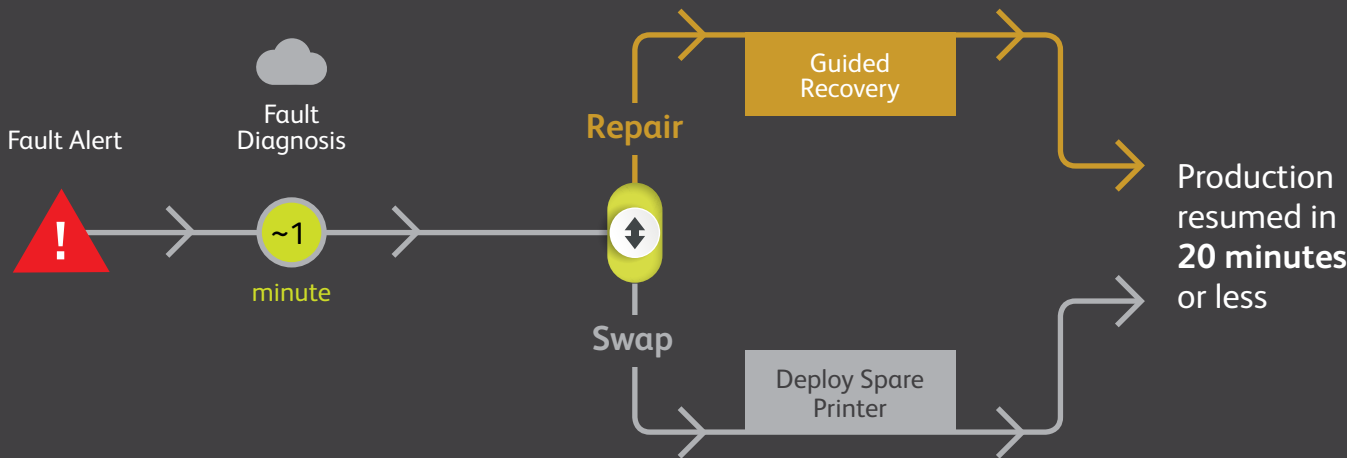 Fault Alert
!
Fault
Diagnosis
~1
minute
Repair
Guided
Recovery
Swap
Deploy Spare
Printer
Production
resumed in
20 minutes
or less